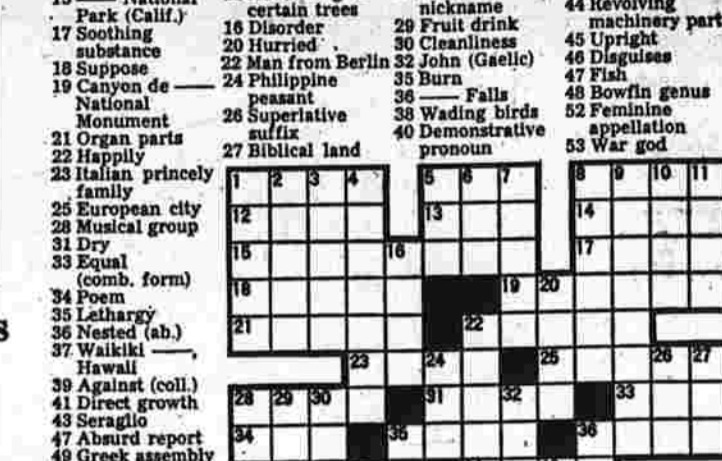 National
Park (Calif.)
17 Soothing
substance
18 Suppose
19 Canyon de ——
National
Monument
21 Organ parts
22 Happily
23 Italian princely
family
25 European city
28 Musical group
31 Dry
33 Equal
(comb. form)
34 Poem
35 Lethargy
36 Nested (ab.)
37 Waikiki ——,
Hawaii
39 Against (coll.)
41 Direct growth
43 Seraglio
47 Absurd report
49 Greek assembly
certain trees
16 Disorder
20 Hurried
22 Man from Berlin
24 Philippine
peasant
26 Superlative
suffix
27 Biblical land
nickname
29 Fruit drink
30 Cleanliness
32 John (Gaelic)
35 Burn
36 —— Falls
38 Wading birds
40 Demonstrative
pronoun
44 Revolving
machinery part
45 Upright
46 Disguises
47 Fish
48 Bowfin genus
52 Feminine
appellation
53 War god
1 2 3 4 5 6 7 8 9 10 11
12 13 14
15 16 17
18 19 20
21 22
23 24 25 26 27
28 29 30 31 32 33
34 35 36
s